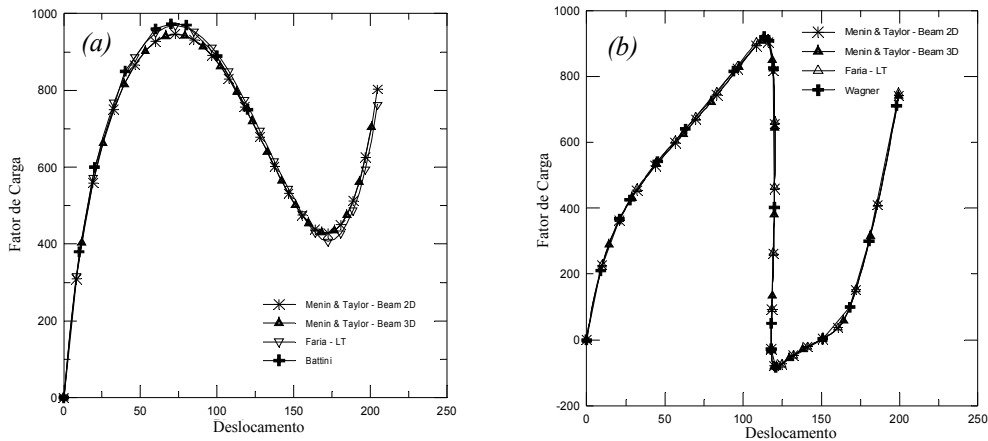 (a)
Fator de Carga
1000
800
600
400
200
0
0
50
100
150
200
250
Deslocamento
Menin & Taylor - Beam 2D
Menin & Taylor - Beam 3D
Faria - LT
Battini
(b)
Fator de Carga
1000
800
600
400
200
0
-200
0
50
100
150
200
250
Deslocamento
Menin & Taylor - Beam 2D
Menin & Taylor - Beam 3D
Faria - LT
Wagner